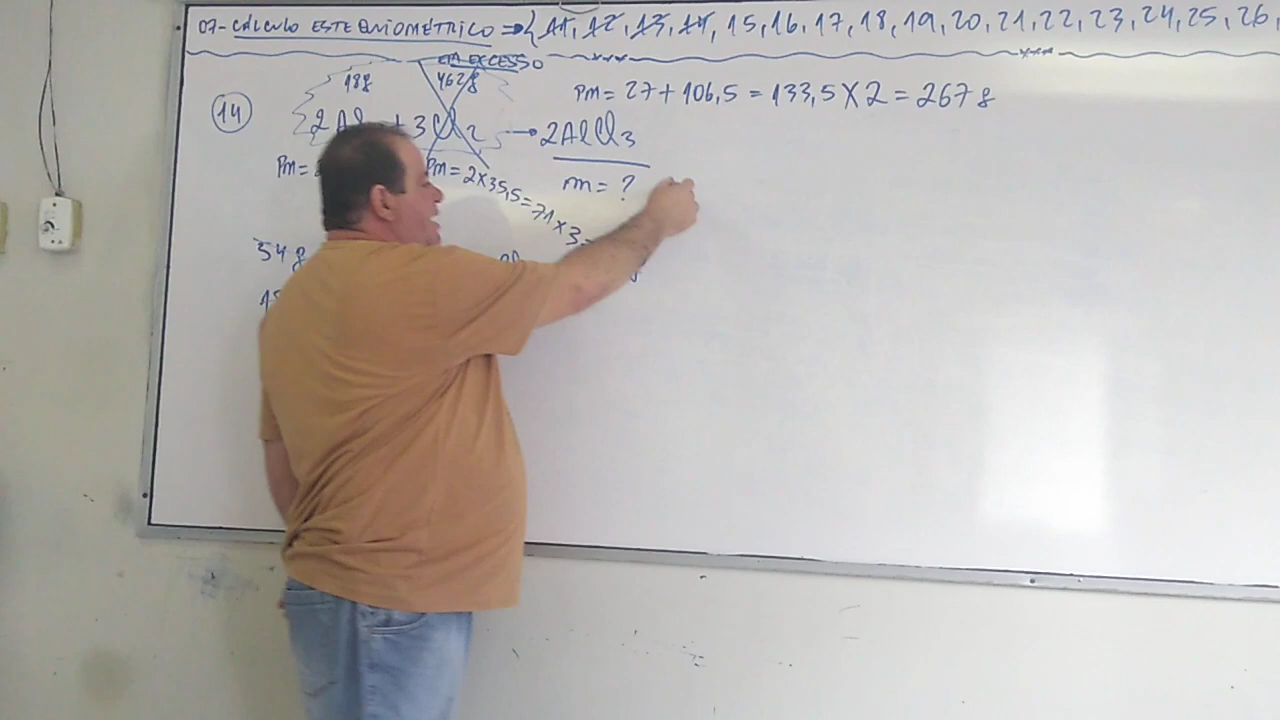 07- CÁLCULO ESTEQUIOMÉTRICO → { 11, 12, 13, 14, 15, 16, 17, 18, 19, 20, 21, 22, 23, 24, 25, 26,
EM EXCESSO
18g 462g
PM = 27 + 106,5 = 133,5 X 2 = 267 g
14 2Al + 3Cl2 → 2AlCl3
PM = PM = 2x35,5 = 71 x 3 =
m = ?
54 g